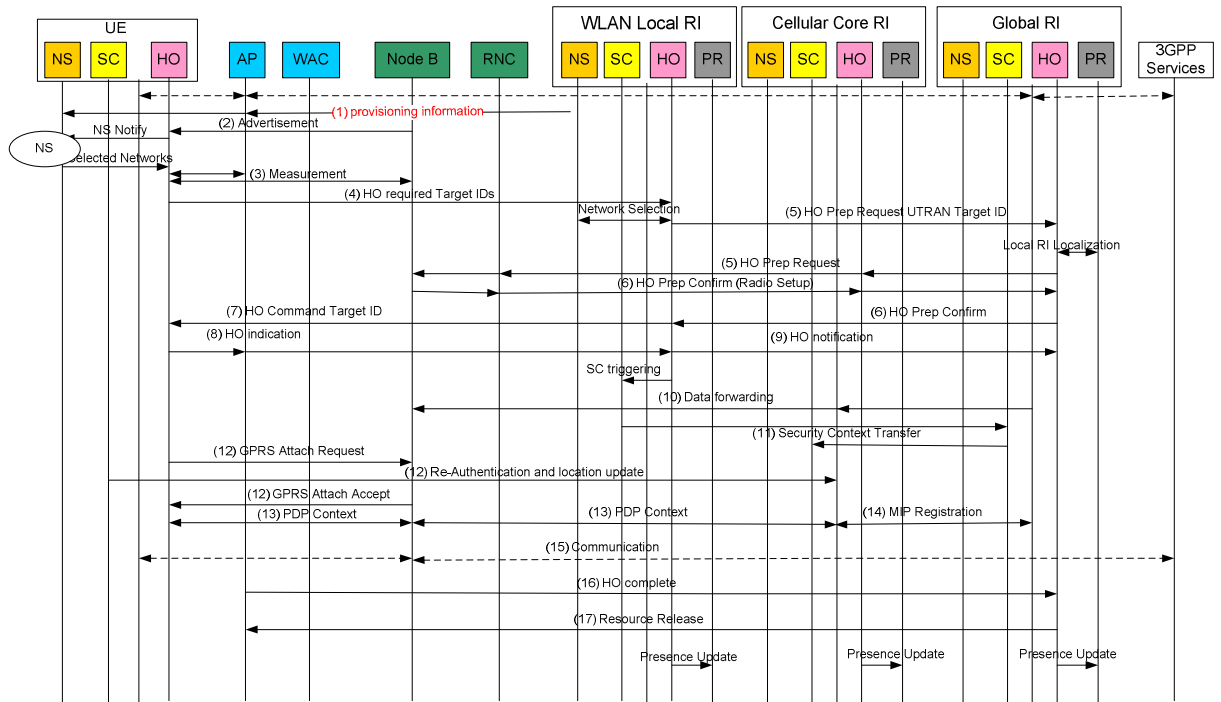 UE
WLAN Local RI
Cellular Core RI
Global RI
NS
SC
HO
AP
WAC
Node B
RNC
NS
SC
HO
PR
NS
SC
HO
PR
NS
SC
HO
PR
3GPP
Services
(1) provisioning information
(2) Advertisement
NS Notify
NS
Selected Networks
(3) Measurement
(4) HO required Target IDs
Network Selection
(5) HO Prep Request UTRAN Target ID
Local RI Localization
(5) HO Prep Request
(6) HO Prep Confirm (Radio Setup)
(7) HO Command Target ID
(6) HO Prep Confirm
(8) HO indication
(9) HO notification
SC triggering
(10) Data forwarding
(11) Security Context Transfer
(12) GPRS Attach Request
(12) Re-Authentication and location update
(12) GPRS Attach Accept
(13) PDP Context
(13) PDP Context
(14) MIP Registration
(15) Communication
(16) HO complete
(17) Resource Release
Presence Update
Presence Update
Presence Update